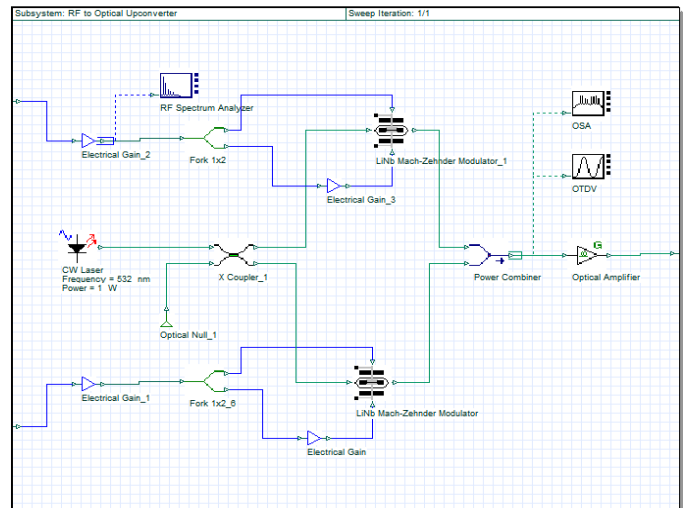 Subsystem: RF to Optical Upconverter
Sweep Iteration: 1/1
RF Spectrum Analyzer
OSA
Electrical Gain_2
Fork 1x2
LiNb Mach-Zehnder Modulator_1
OTDV
Electrical Gain_3
CW Laser
Frequency = 532 nm
Power = 1 W
X Coupler_1
Power Combiner
Optical Amplifier
Optical Null_1
Electrical Gain_1
Fork 1x2_6
LiNb Mach-Zehnder Modulator
Electrical Gain